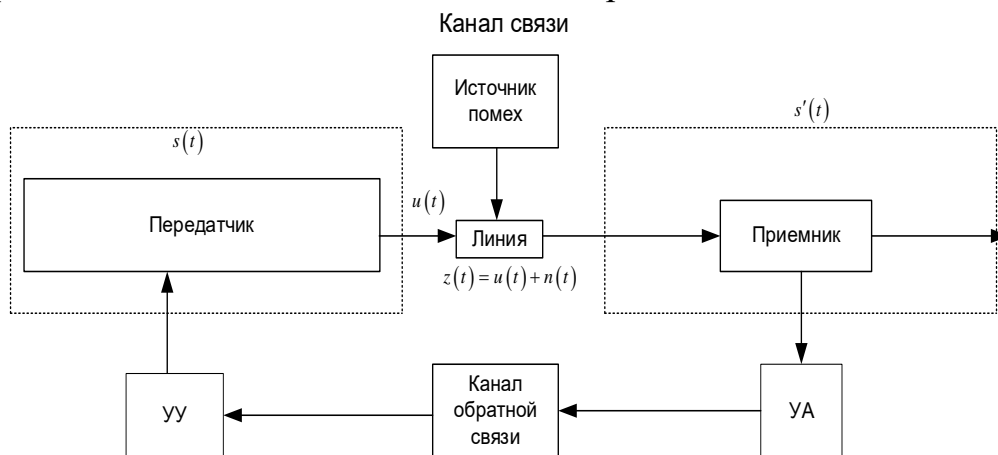 Канал связи
Источник
помех
s(t)
s′(t)
Передатчик
u(t)
Линия
Приемник
z(t) = u(t) + n(t)
УУ
Канал
обратной
связи
УА